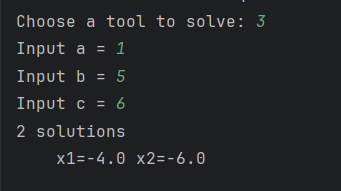 Choose a tool to solve: 3
Input a = 1
Input b = 5
Input c = 6
2 solutions
x1=-4.0 x2=-6.0